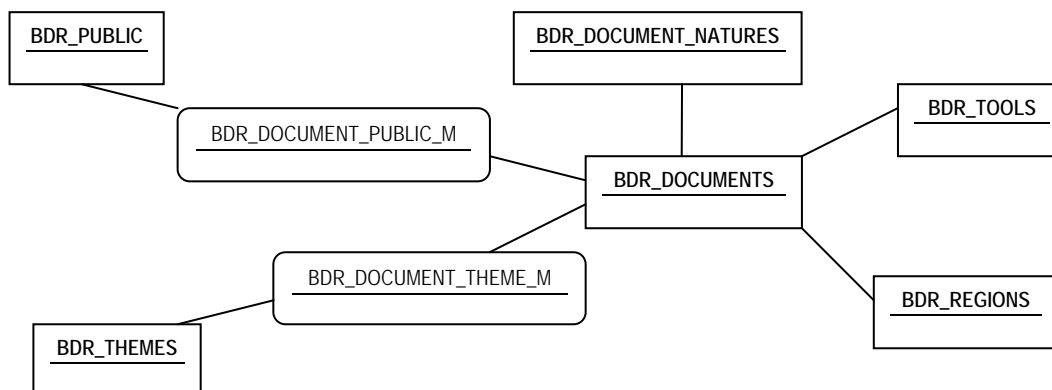 BDR_PUBLIC
BDR_DOCUMENT_NATURES
BDR_TOOLS
BDR_DOCUMENT_PUBLIC_M
BDR_DOCUMENTS
BDR_DOCUMENT_THEME_M
BDR_REGIONS
BDR_THEMES